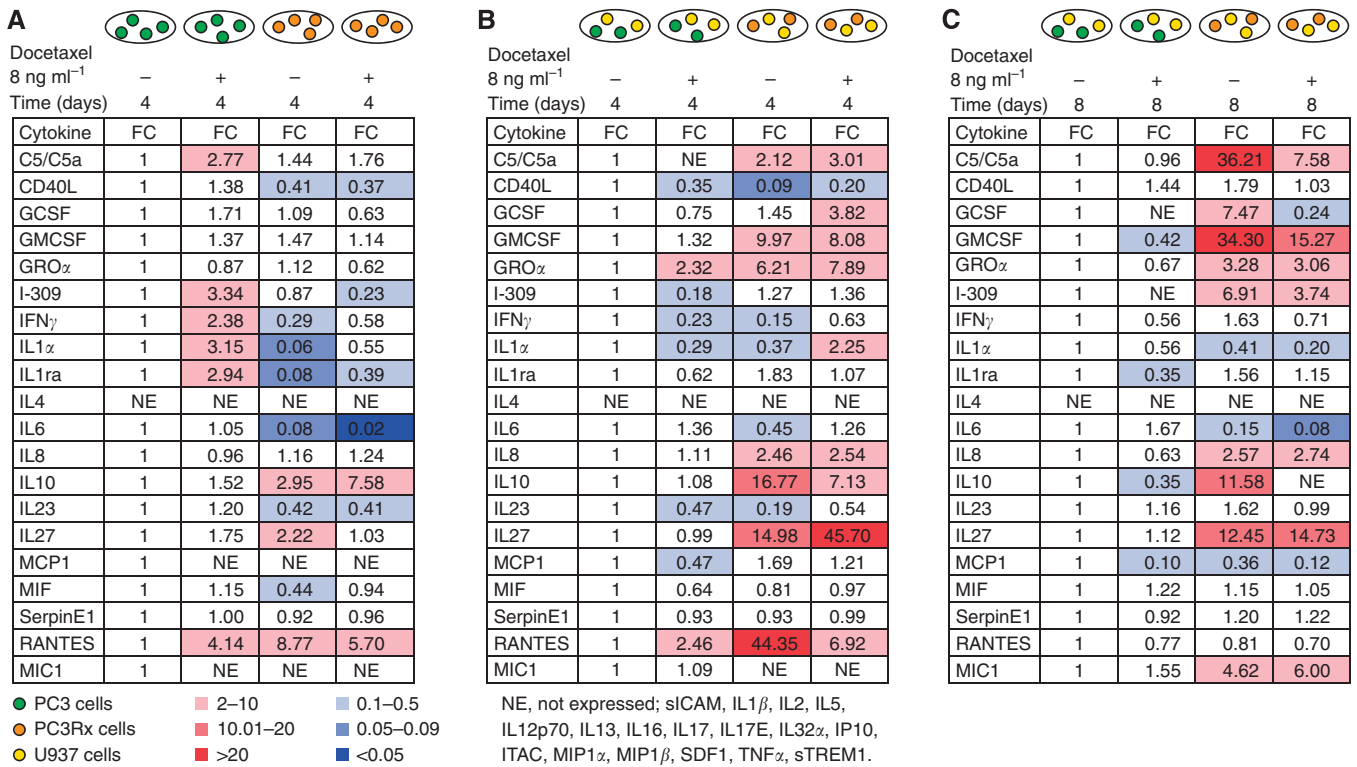 A
Docetaxel
8 ng ml⁻¹ – + – +
Time (days) 4 4 4 4
Cytokine FC FC FC FC
C5/C5a 1 2.77 1.44 1.76
CD40L 1 1.38 0.41 0.37
GCSF 1 1.71 1.09 0.63
GMCSF 1 1.37 1.47 1.14
GROα 1 0.87 1.12 0.62
I-309 1 3.34 0.87 0.23
IFNγ 1 2.38 0.29 0.58
IL1α 1 3.15 0.06 0.55
IL1ra 1 2.94 0.08 0.39
IL4 NE NE NE NE
IL6 1 1.05 0.08 0.02
IL8 1 0.96 1.16 1.24
IL10 1 1.52 2.95 7.58
IL23 1 1.20 0.42 0.41
IL27 1 1.75 2.22 1.03
MCP1 1 NE NE NE
MIF 1 1.15 0.44 0.94
SerpinE1 1 1.00 0.92 0.96
RANTES 1 4.14 8.77 5.70
MIC1 1 NE NE NE
PC3 cells 2–10 0.1–0.5
PC3Rx cells 10.01–20 0.05–0.09
U937 cells >20 <0.05
B
Docetaxel
8 ng ml⁻¹ – + – +
Time (days) 4 4 4 4
Cytokine FC FC FC FC
C5/C5a 1 NE 2.12 3.01
CD40L 1 0.35 0.09 0.20
GCSF 1 0.75 1.45 3.82
GMCSF 1 1.32 9.97 8.08
GROα 1 2.32 6.21 7.89
I-309 1 0.18 1.27 1.36
IFNγ 1 0.23 0.15 0.63
IL1α 1 0.29 0.37 2.25
IL1ra 1 0.62 1.83 1.07
IL4 NE NE NE NE
IL6 1 1.36 0.45 1.26
IL8 1 1.11 2.46 2.54
IL10 1 1.08 16.77 7.13
IL23 1 0.47 0.19 0.54
IL27 1 0.99 14.98 45.70
MCP1 1 0.47 1.69 1.21
MIF 1 0.64 0.81 0.97
SerpinE1 1 0.93 0.93 0.99
RANTES 1 2.46 44.35 6.92
MIC1 1 1.09 NE NE
NE, not expressed; sICAM, IL1β, IL2, IL5,
IL12p70, IL13, IL16, IL17, IL17E, IL32α, IP10,
ITAC, MIP1α, MIP1β, SDF1, TNFα, sTREM1.
C
Docetaxel
8 ng ml⁻¹ – + – +
Time (days) 8 8 8 8
Cytokine FC FC FC FC
C5/C5a 1 0.96 36.21 7.58
CD40L 1 1.44 1.79 1.03
GCSF 1 NE 7.47 0.24
GMCSF 1 0.42 34.30 15.27
GROα 1 0.67 3.28 3.06
I-309 1 NE 6.91 3.74
IFNγ 1 0.56 1.63 0.71
IL1α 1 0.56 0.41 0.20
IL1ra 1 0.35 1.56 1.15
IL4 NE NE NE NE
IL6 1 1.67 0.15 0.08
IL8 1 0.63 2.57 2.74
IL10 1 0.35 11.58 NE
IL23 1 1.16 1.62 0.99
IL27 1 1.12 12.45 14.73
MCP1 1 0.10 0.36 0.12
MIF 1 1.22 1.15 1.05
SerpinE1 1 0.92 1.20 1.22
RANTES 1 0.77 0.81 0.70
MIC1 1 1.55 4.62 6.00